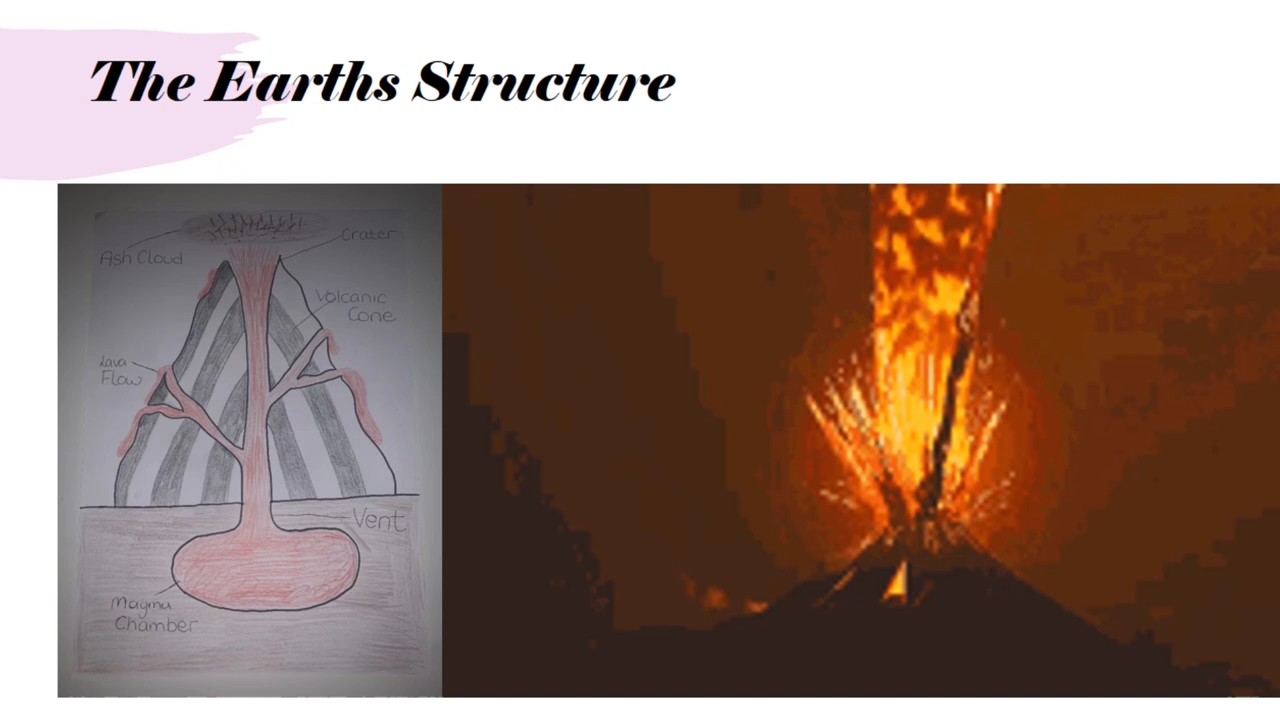 The Earths Structure
Ash Cloud
Crater
Volcanic
Cone
Lava
Flow
Vent
Magma
Chamber